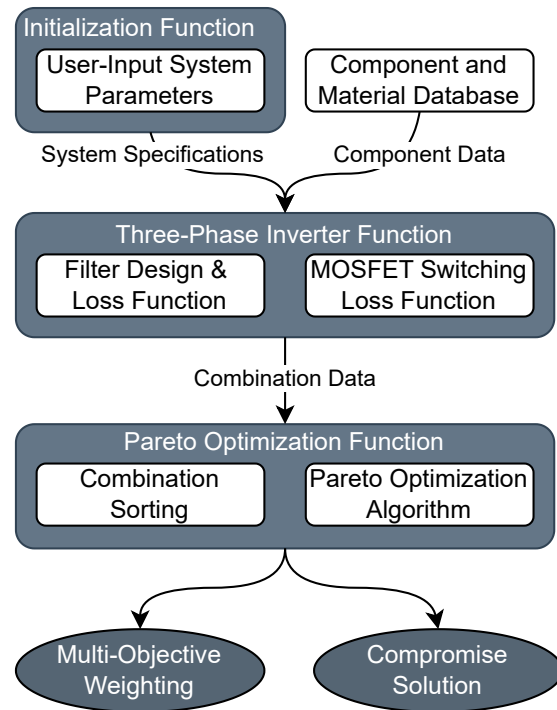 Initialization Function
User-Input System
Parameters
Component and
Material Database
System Specifications
Component Data
Three-Phase Inverter Function
Filter Design &
Loss Function
MOSFET Switching
Loss Function
Combination Data
Pareto Optimization Function
Combination
Sorting
Pareto Optimization
Algorithm
Multi-Objective
Weighting
Compromise
Solution